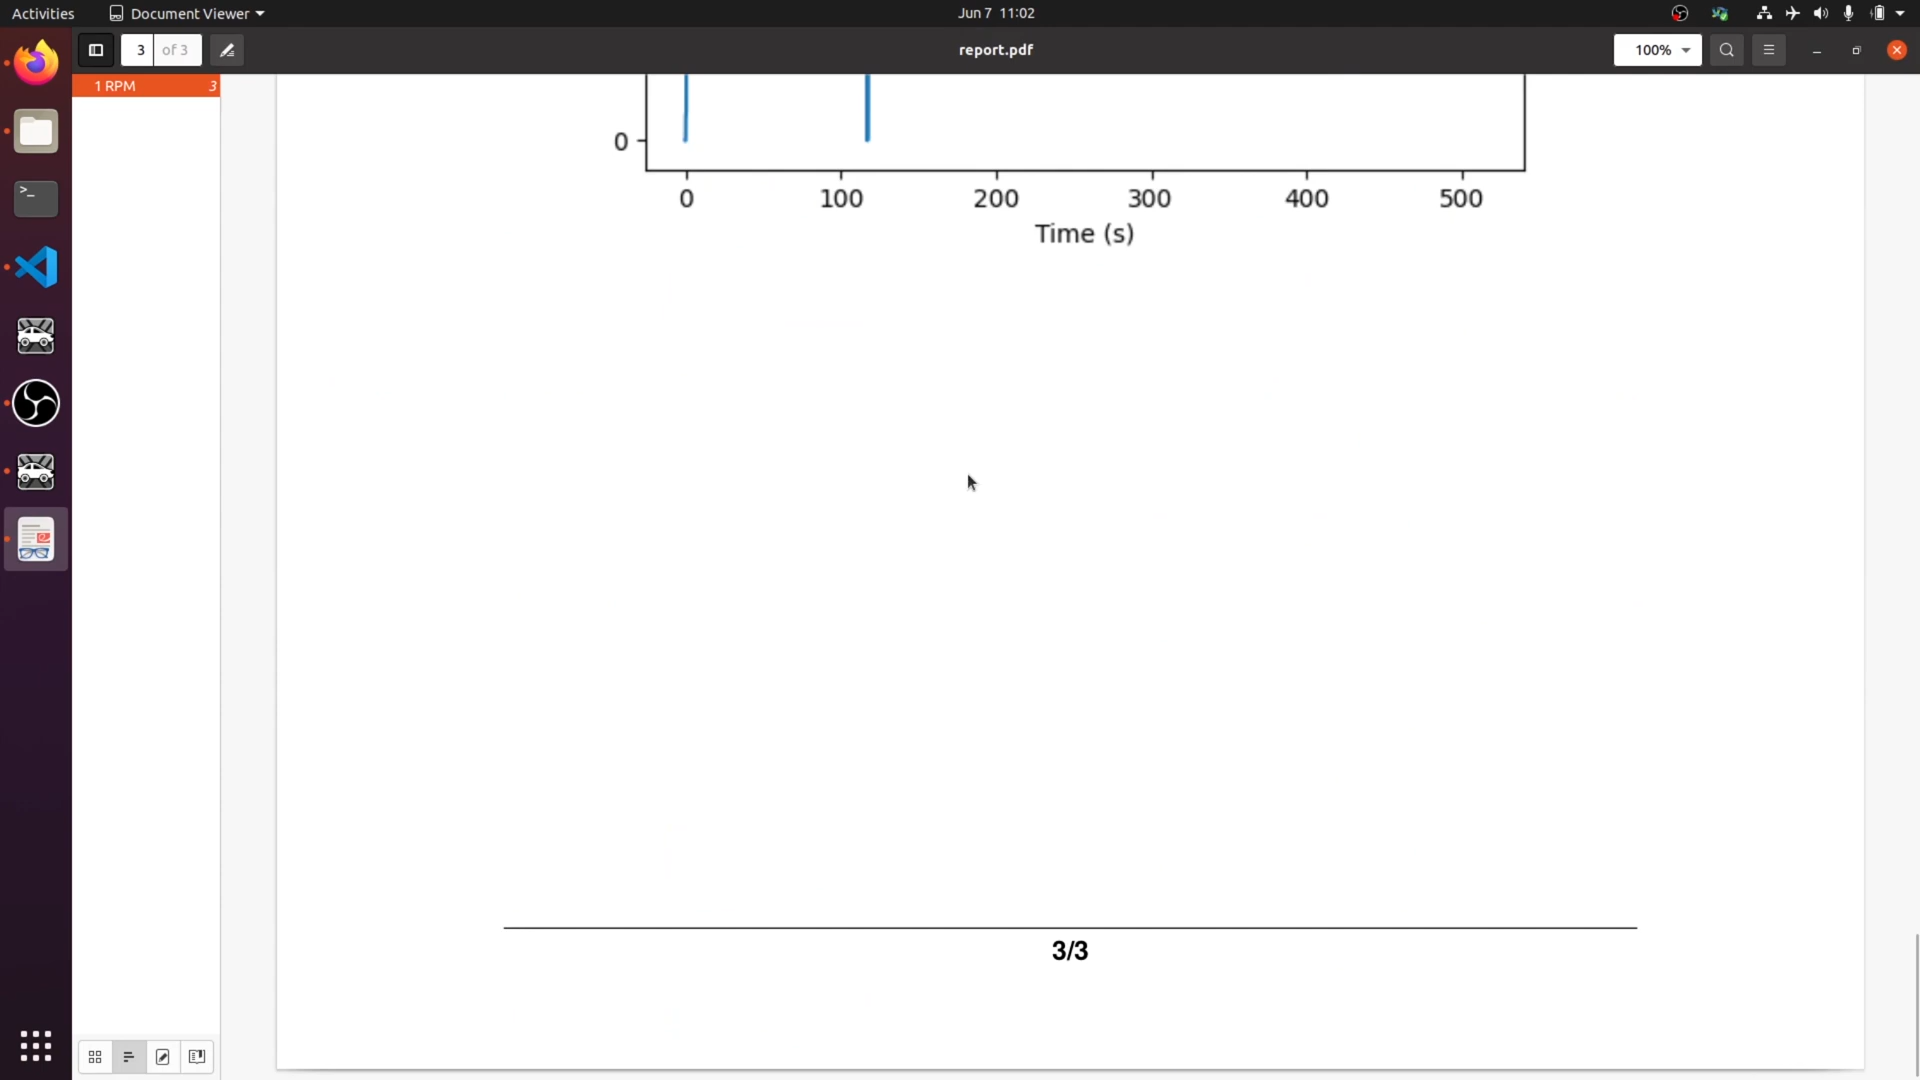 Activities
Document Viewer
Jun 7 11:02
3 of 3
report.pdf
100%
1 RPM 3
0
0 100 200 300 400 500
Time (s)
3/3